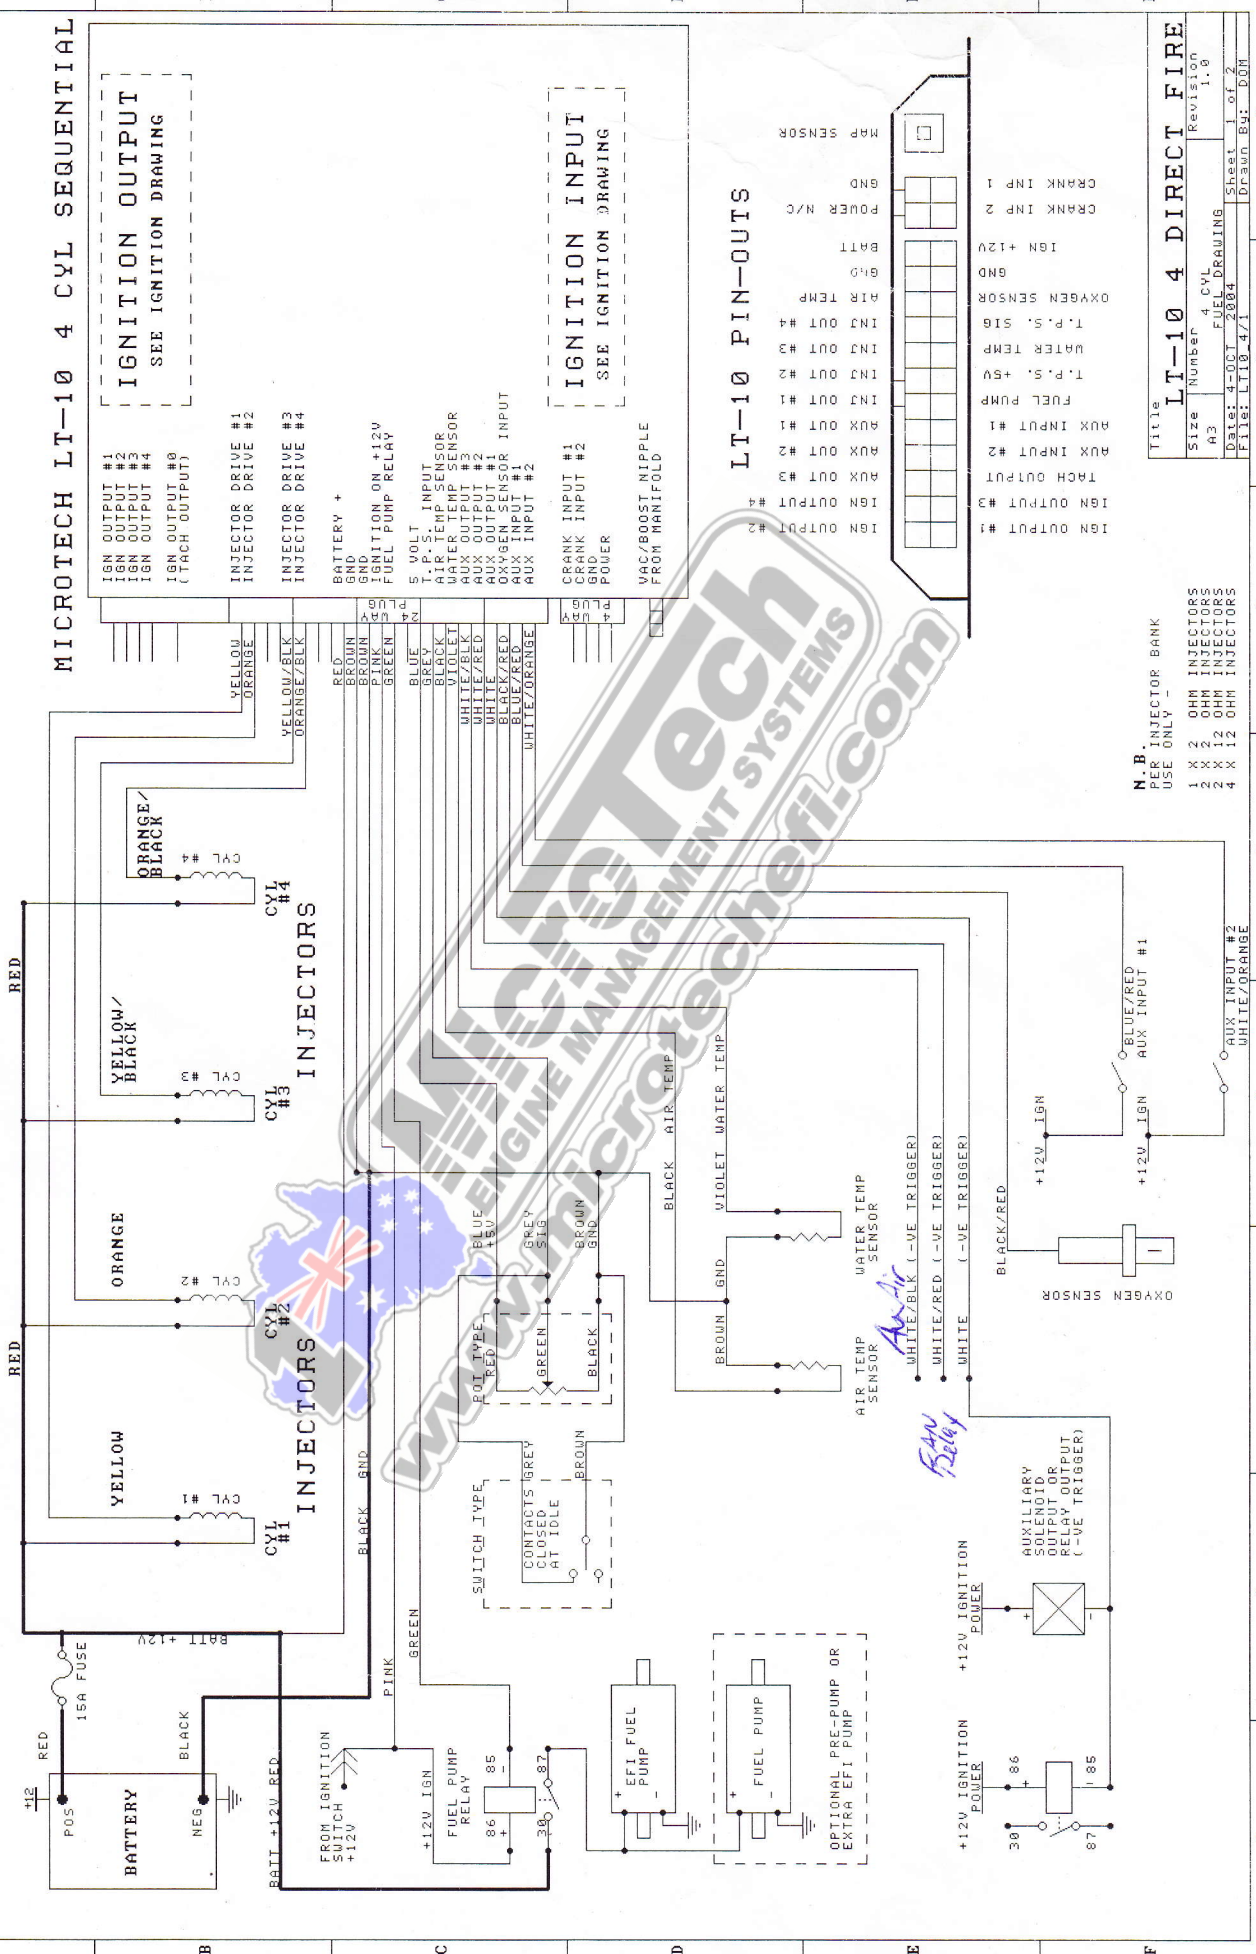 MICROTECH LT-10 4 CYL SEQUENTIAL
IGNITION OUTPUT
SEE IGNITION DRAWING
IGNITION INPUT
SEE IGNITION DRAWING
IGN OUTPUT #1
IGN OUTPUT #2
IGN OUTPUT #3
IGN OUTPUT #4
IGN OUTPUT #0
(TACH OUTPUT)
INJECTOR DRIVE #1
INJECTOR DRIVE #2
INJECTOR DRIVE #3
INJECTOR DRIVE #4
BATTERY +
GND
GND
IGNITION ON +12V
FUEL PUMP RELAY
5 VOLT
T.P.S. INPUT
AIR TEMP SENSOR
WATER TEMP SENSOR
AUX OUTPUT #3
AUX OUTPUT #2
AUX OUTPUT #1
OXYGEN SENSOR INPUT
AUX INPUT #1
AUX INPUT #2
CRANK INPUT #1
CRANK INPUT #2
GND
POWER
VAC/BOOST NIPPLE
FROM MANIFOLD
24 WAY
PLUG
4 WAY
PLUG
YELLOW
ORANGE
YELLOW/BLK
ORANGE/BLK
RED
BROWN
BROWN
PINK
GREEN
BLUE
GREY
BLACK
VIOLET
WHITE/BLK
WHITE/RED
WHITE
BLACK/RED
BLUE/RED
WHITE/ORANGE
RED
RED
YELLOW
ORANGE
YELLOW/
BLACK
ORANGE/
BLACK
CYL #1
CYL #2
CYL #3
CYL #4
CYL
#1
CYL
#2
CYL
#3
CYL
#4
INJECTORS
INJECTORS
+12
POS
NEG
BATTERY
RED
15A FUSE
BLACK
BATT +12V
BATT +12V RED
BLACK GND
FROM IGNITION
SWITCH
+12V
PINK
GREEN
+12V IGN
FUEL PUMP
RELAY
86
85
+
-
30
87
SWITCH TYPE
CONTACTS
CLOSED
AT IDLE
GREY
BROWN
POT TYPE
RED
GREEN
BLACK
BLUE
+5V
GREY
SIG
BROWN
GND
EFI FUEL
PUMP
+
-
FUEL PUMP
+
-
OPTIONAL PRE-PUMP OR
EXTRA EFI PUMP
BLACK AIR TEMP
VIOLET WATER TEMP
BROWN GND
AIR TEMP
SENSOR
WATER TEMP
SENSOR
WHITE/BLK (-VE TRIGGER)
WHITE/RED (-VE TRIGGER)
WHITE (-VE TRIGGER)
Aux Air
FAN
Relay
BLACK/RED
OXYGEN SENSOR
+12V IGN
+12V IGN
BLUE/RED
AUX INPUT #1
AUX INPUT #2
WHITE/ORANGE
+12V IGNITION
POWER
30
86
+
- 85
87
+12V IGNITION
POWER
+
-
AUXILIARY
SOLENOID
OUTPUT OR
RELAY OUTPUT
(-VE TRIGGER)
MicroTech
ENGINE MANAGEMENT SYSTEMS
www.microtechefi.com
LT-10 PIN-OUTS
IGN OUTPUT #2
IGN OUTPUT #4
AUX OUT #3
AUX OUT #2
AUX OUT #1
INJ OUT #1
INJ OUT #2
INJ OUT #3
INJ OUT #4
AIR TEMP
GND
BATT
POWER N/C
GND
MAP SENSOR
IGN OUTPUT #1
IGN OUTPUT #3
TACH OUTPUT
AUX INPUT #2
AUX INPUT #1
FUEL PUMP
T.P.S. +5V
WATER TEMP
T.P.S. SIG
OXYGEN SENSOR
GND
IGN +12V
CRANK INP 2
CRANK INP 1
N.B.
PER INJECTOR BANK
USE ONLY -
1 X 2 OHM INJECTORS
2 X 2 OHM INJECTORS
2 X 12 OHM INJECTORS
4 X 12 OHM INJECTORS
Title
LT-10 4 DIRECT FIRE
Size
A3
Number
4 CYL
FUEL DRAWING
Revision
1.0
Date: 4-OCT 2004
Sheet 1 of 2
File: LT10_4/1
Drawn By: DOM
B
C
D
E
F